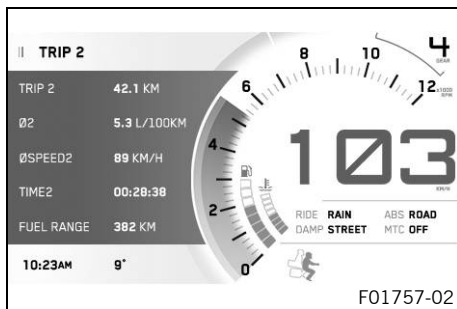 TRIP 2
TRIP 2 42.1 KM
Ø2 5.3 L/100KM
ØSPEED2 89 KM/H
TIME2 00:28:38
FUEL RANGE 382 KM
10:23AM 9°
0
2
4
6
8
10
12
x1000
RPM
4
GEAR
103
KM/H
RIDE RAIN ABS ROAD
DAMP STREET MTC OFF
F01757-02